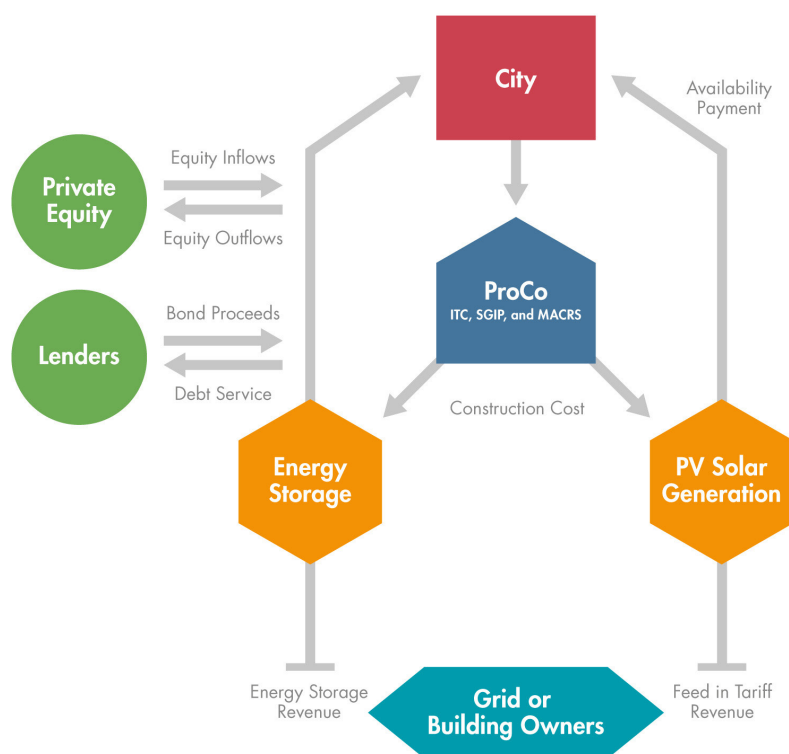 City
Availability
Payment
Equity Inflows
Private
Equity
Equity Outflows
ProCo
ITC, SGIP, and MACRS
Bond Proceeds
Lenders
Debt Service
Construction Cost
Energy
Storage
PV Solar
Generation
Energy Storage
Revenue
Grid or
Building Owners
Feed in Tariff
Revenue